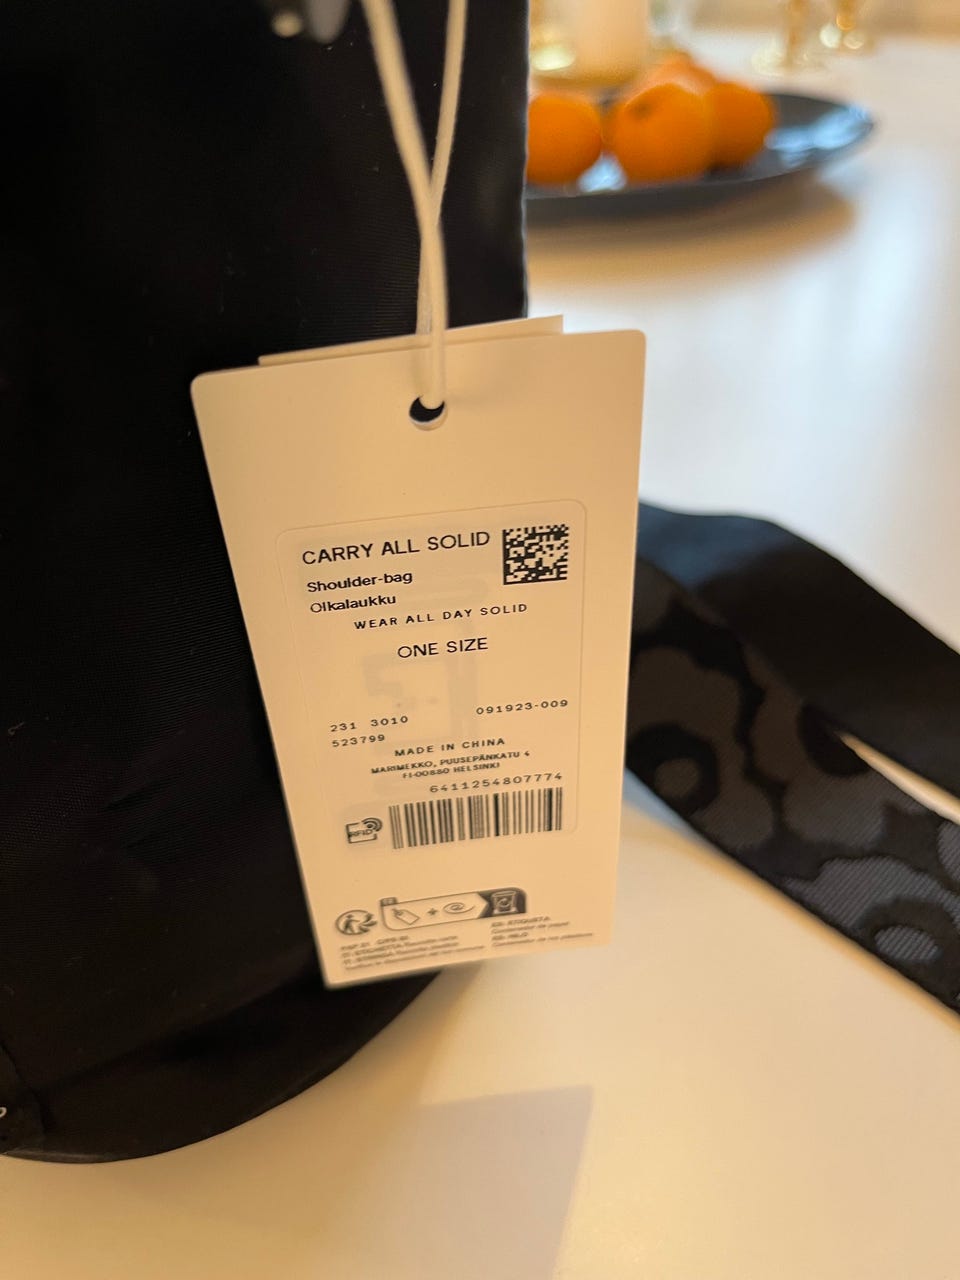 CARRY ALL SOLID
Shoulder-bag
Olkalaukku
WEAR ALL DAY SOLID
ONE SIZE
231 3010
091923-009
523799
MADE IN CHINA
MARIMEKKO, PUUSEPÄNKATU 4
FI-00880 HELSINKI
6411254807774
RFID